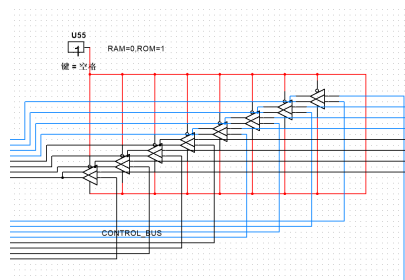 U55
1
RAM=0,ROM=1
键 = 空格
CONTROL_BUS